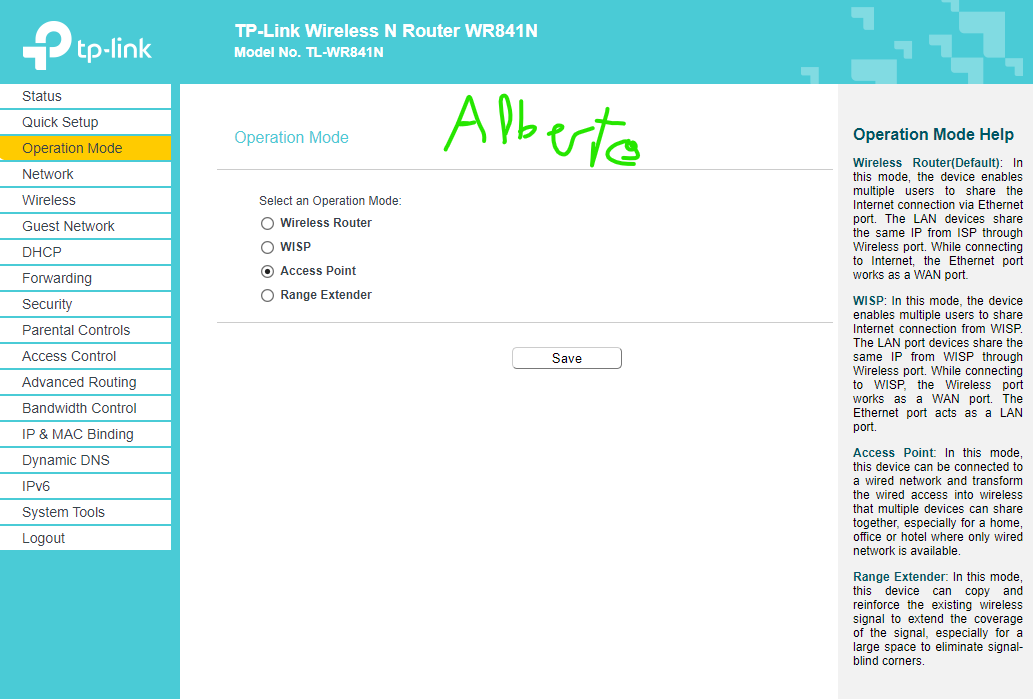 tp-link
TP-Link Wireless N Router WR841N
Model No. TL-WR841N
Status
Quick Setup
Operation Mode
Network
Wireless
Guest Network
DHCP
Forwarding
Security
Parental Controls
Access Control
Advanced Routing
Bandwidth Control
IP & MAC Binding
Dynamic DNS
IPv6
System Tools
Logout
Operation Mode
Alberto
Select an Operation Mode:
Wireless Router
WISP
Access Point
Range Extender
Save
Operation Mode Help
Wireless Router(Default): In
this mode, the device enables
multiple users to share the
Internet connection via Ethernet
port. The LAN devices share
the same IP from ISP through
Wireless port. While connecting
to Internet, the Ethernet port
works as a WAN port.
WISP: In this mode, the device
enables multiple users to share
Internet connection from WISP.
The LAN port devices share the
same IP from WISP through
Wireless port. While connecting
to WISP, the Wireless port
works as a WAN port. The
Ethernet port acts as a LAN
port.
Access Point: In this mode,
this device can be connected to
a wired network and transform
the wired access into wireless
that multiple devices can share
together, especially for a home,
office or hotel where only wired
network is available.
Range Extender: In this mode,
this device can copy and
reinforce the existing wireless
signal to extend the coverage
of the signal, especially for a
large space to eliminate signal-
blind corners.